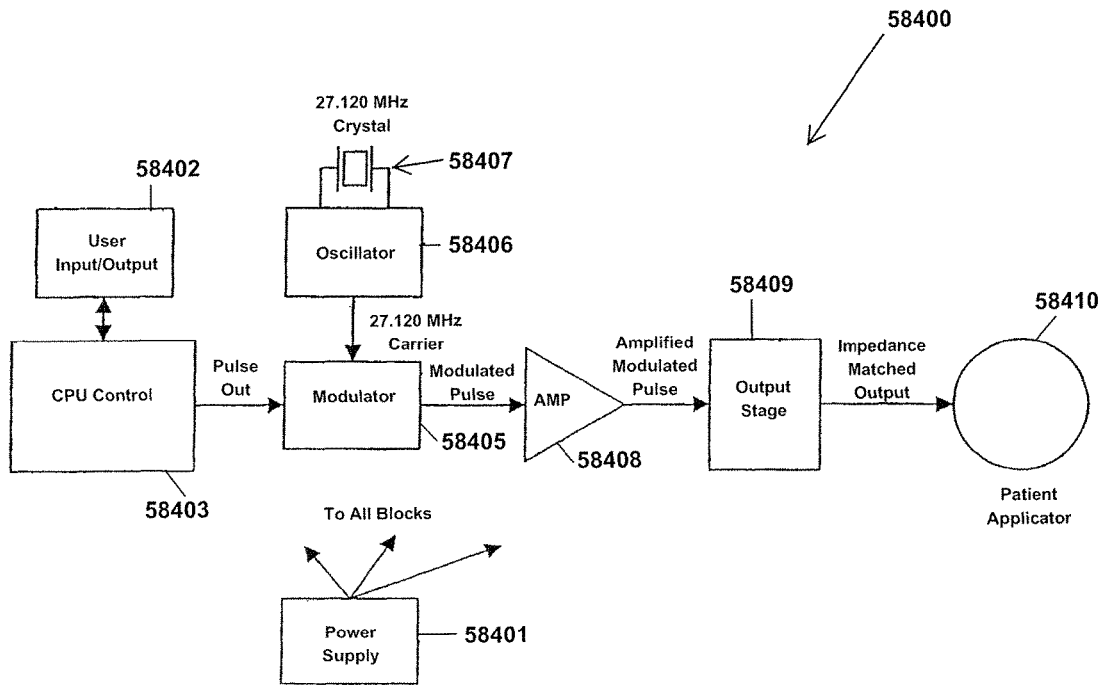 58400
27.120 MHz
Crystal
58407
58402
User
Input/Output
Oscillator
58406
58409
58410
27.120 MHz
Carrier
CPU Control
Pulse
Out
Modulator
58405
Modulated
Pulse
AMP
58408
Amplified
Modulated
Pulse
Output
Stage
Impedance
Matched
Output
Patient
Applicator
58403
To All Blocks
Power
Supply
58401